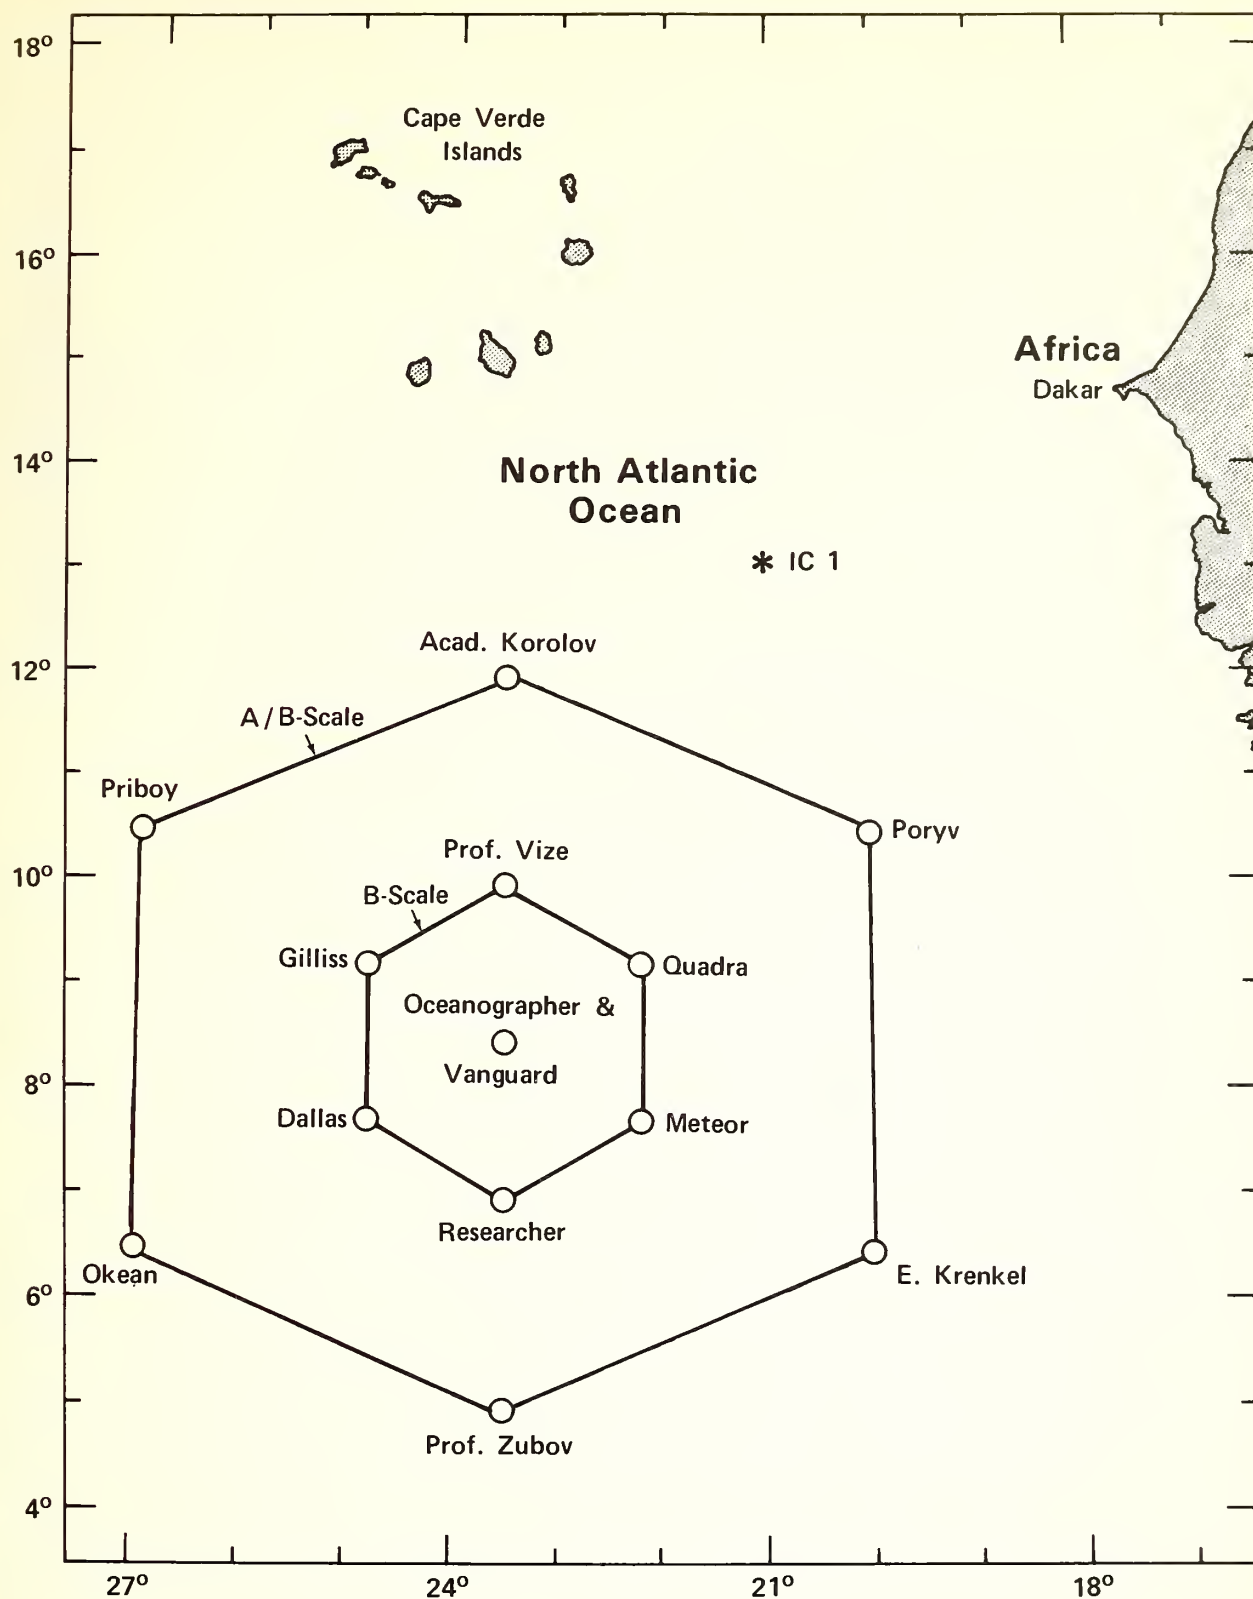 18°
Cape Verde
Islands
16°
Africa
Dakar
14°
North Atlantic
Ocean
* IC 1
12°
Acad. Korolov
A/B-Scale
Priboy
Poryv
10°
Prof. Vize
B-Scale
Gilliss
Quadra
Oceanographer &
Vanguard
8°
Dallas
Meteor
Researcher
Okean
E. Krenkel
6°
Prof. Zubov
4°
27° 24° 21° 18°